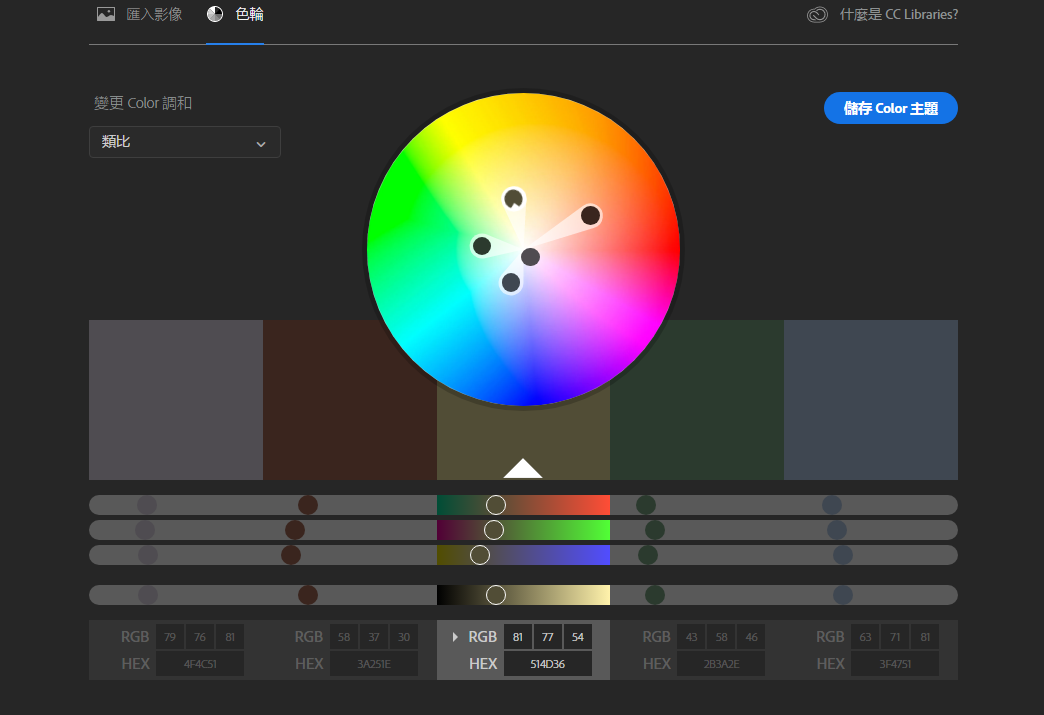 匯入影像
色輪
什麼是 CC Libraries?
變更 Color 調和
儲存 Color 主題
類比
RGB 79 76 81
HEX 4F4C51
RGB 58 37 30
HEX 3A251E
RGB 81 77 54
HEX 514D36
RGB 43 58 46
HEX 2B3A2E
RGB 63 71 81
HEX 3F4751